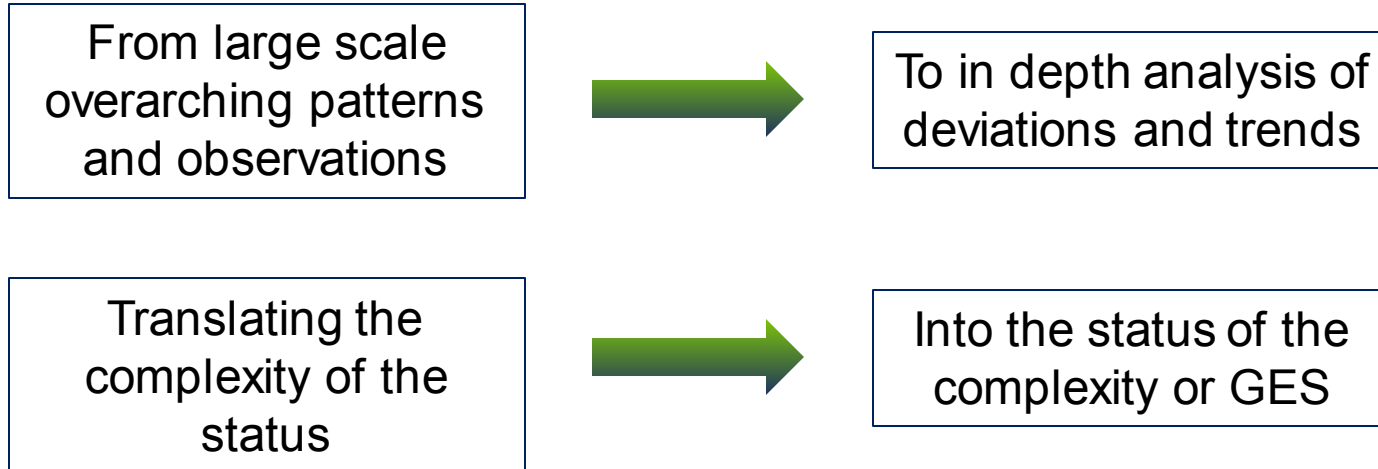 From large scale
overarching patterns
and observations
To in depth analysis of
deviations and trends
Translating the
complexity of the
status
Into the status of the
complexity or GES